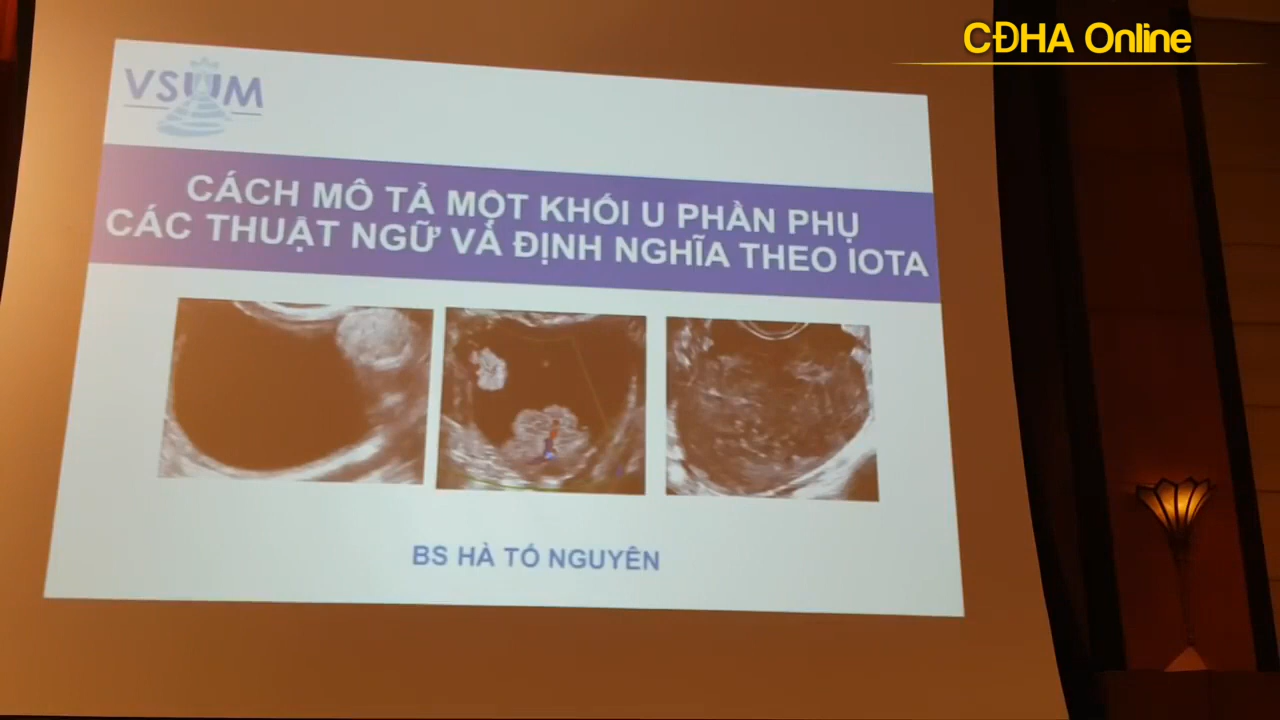 CĐHA Online
VSUM
CÁCH MÔ TẢ MỘT KHỐI U PHẦN PHỤ
CÁC THUẬT NGỮ VÀ ĐỊNH NGHĨA THEO IOTA
BS HÀ TỐ NGUYÊN